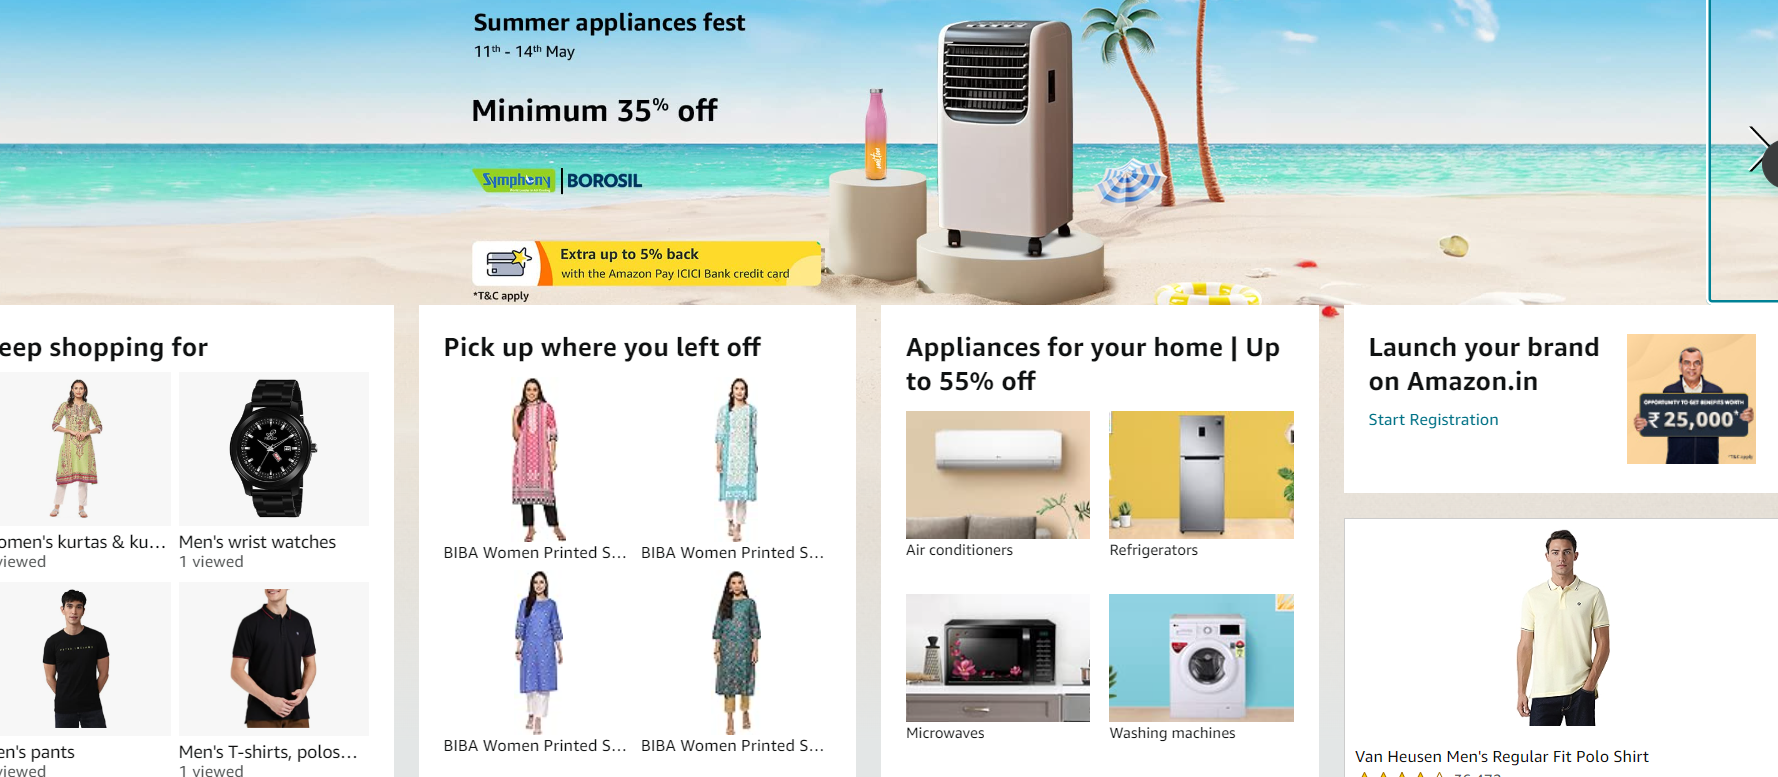 Summer appliances fest
11th - 14th May
Minimum 35% off
Symphony | BOROSIL
Extra up to 5% back
with the Amazon Pay ICICI Bank credit card
*T&C apply
eep shopping for
omen's kurtas & ku...
viewed
Men's wrist watches
1 viewed
en's pants
viewed
Men's T-shirts, polos...
1 viewed
Pick up where you left off
BIBA Women Printed S...
BIBA Women Printed S...
BIBA Women Printed S...
BIBA Women Printed S...
Appliances for your home | Up
to 55% off
Air conditioners
Refrigerators
Microwaves
Washing machines
Launch your brand
on Amazon.in
Start Registration
OPPORTUNITY TO GET BENEFITS WORTH
₹ 25,000*
*T&C Apply
Van Heusen Men's Regular Fit Polo Shirt